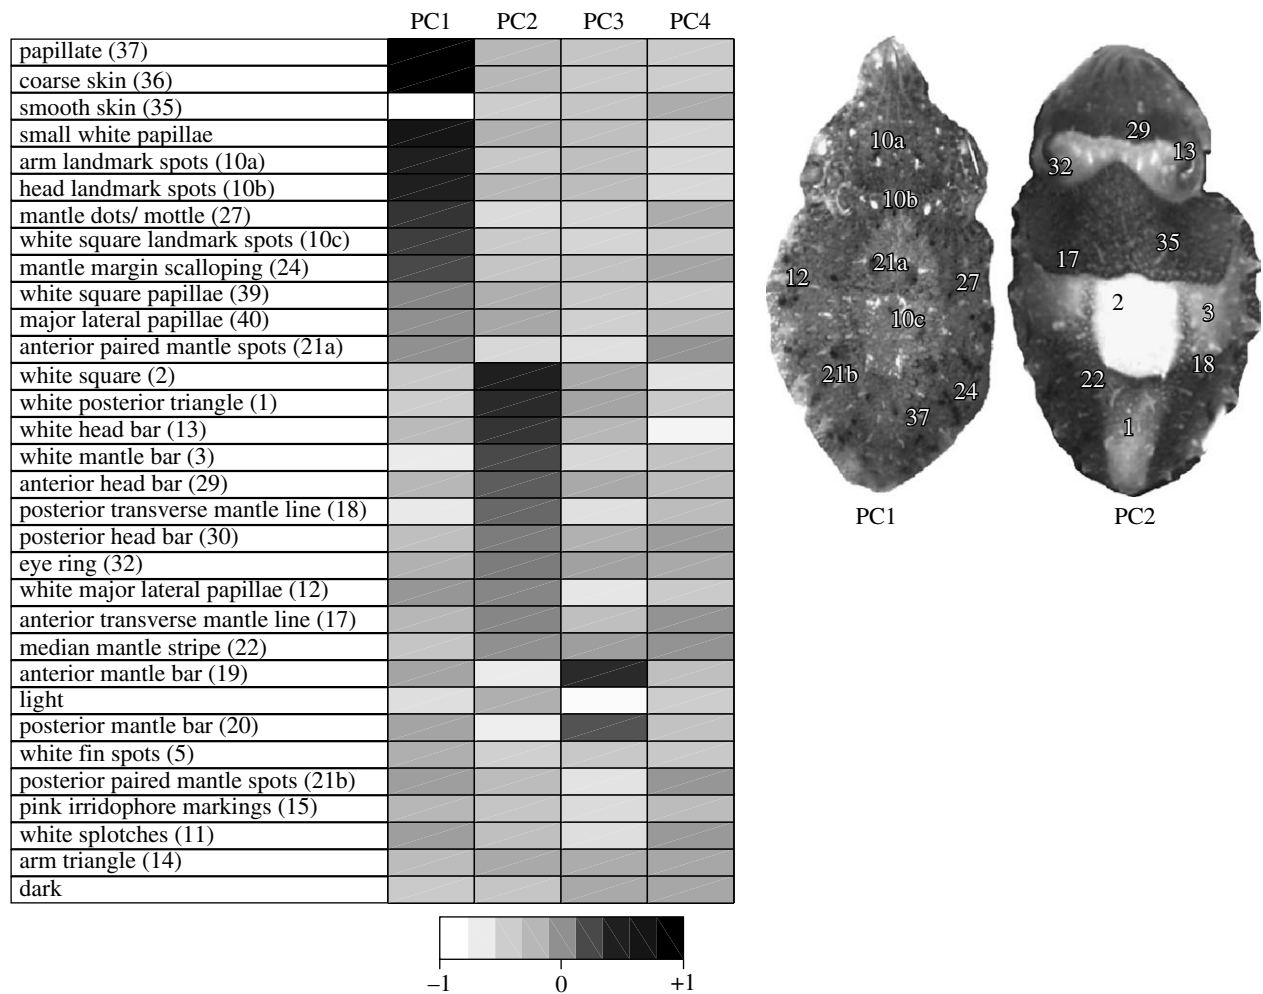 PC1 PC2 PC3 PC4
papillate (37)
coarse skin (36)
smooth skin (35)
small white papillae
arm landmark spots (10a)
head landmark spots (10b)
mantle dots/ mottle (27)
white square landmark spots (10c)
mantle margin scalloping (24)
white square papillae (39)
major lateral papillae (40)
anterior paired mantle spots (21a)
white square (2)
white posterior triangle (1)
white head bar (13)
white mantle bar (3)
anterior head bar (29)
posterior transverse mantle line (18)
posterior head bar (30)
eye ring (32)
white major lateral papillae (12)
anterior transverse mantle line (17)
median mantle stripe (22)
anterior mantle bar (19)
light
posterior mantle bar (20)
white fin spots (5)
posterior paired mantle spots (21b)
pink irridophore markings (15)
white splotches (11)
arm triangle (14)
dark
–1 0 +1
10a
10b
21a
12 27
10c
21b
24
37
PC1
29
13
32
35
17
2 3
18
22
1
PC2